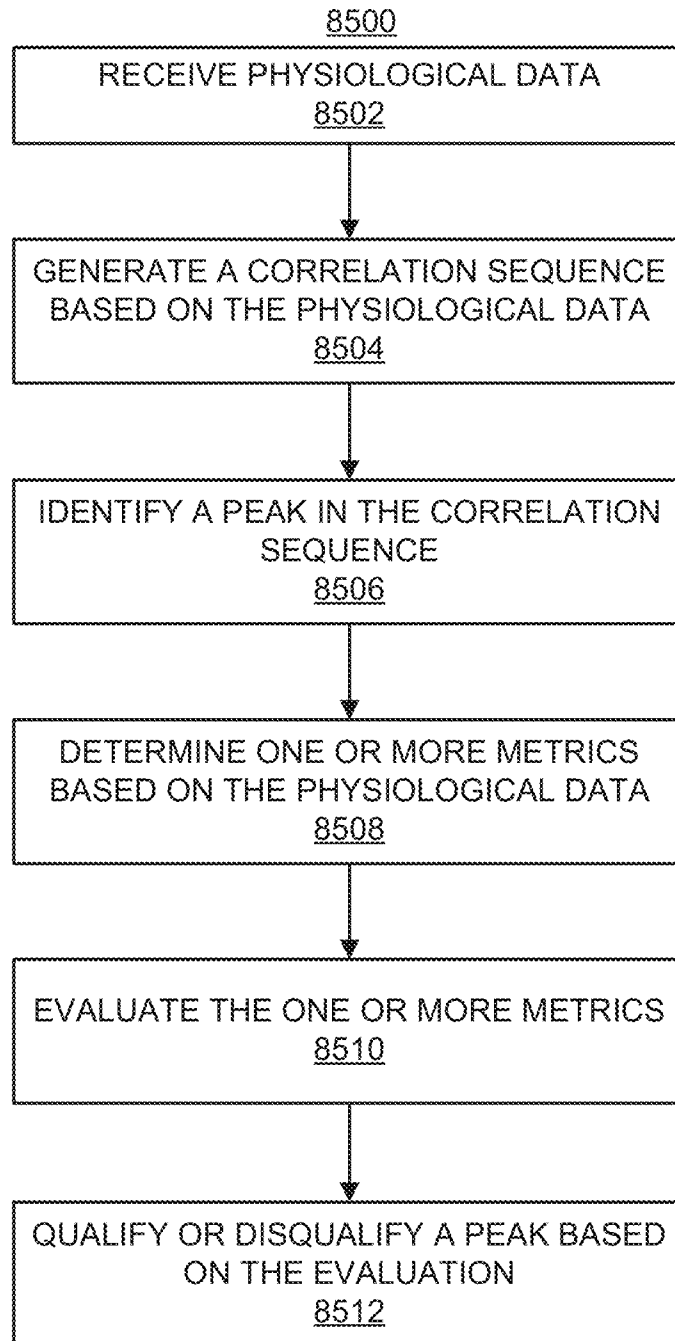 8500
RECEIVE PHYSIOLOGICAL DATA
8502
GENERATE A CORRELATION SEQUENCE
BASED ON THE PHYSIOLOGICAL DATA
8504
IDENTIFY A PEAK IN THE CORRELATION
SEQUENCE
8506
DETERMINE ONE OR MORE METRICS
BASED ON THE PHYSIOLOGICAL DATA
8508
EVALUATE THE ONE OR MORE METRICS
8510
QUALIFY OR DISQUALIFY A PEAK BASED
ON THE EVALUATION
8512